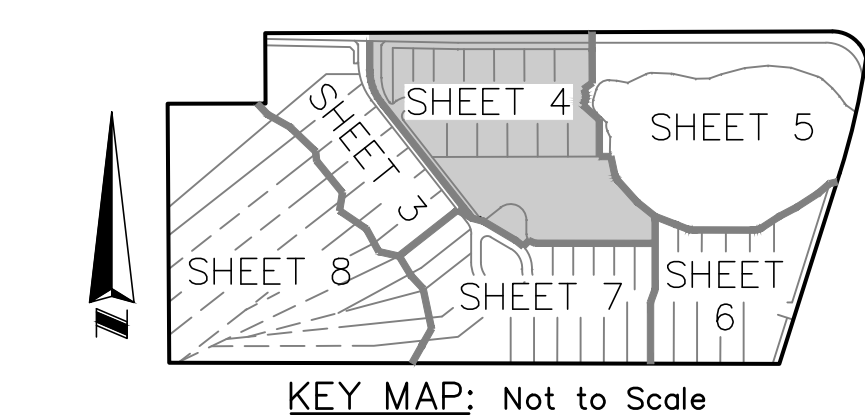 SHEET 4
SHEET 5
SHEET 3
SHEET 8
SHEET 7
SHEET
6
N
KEY MAP: Not to Scale